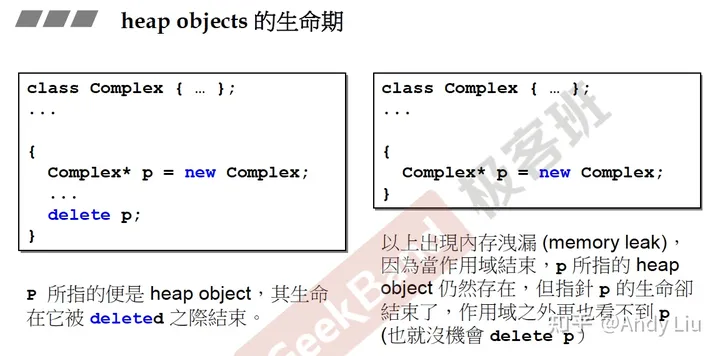 heap objects 的生命期
class Complex { … };
...
{
Complex* p = new Complex;
...
delete p;
}
P 所指的便是 heap object，其生命
在它被 deleted 之際結束。
class Complex { … };
...
{
Complex* p = new Complex;
}
以上出現內存洩漏 (memory leak)，
因為當作用域結束，p 所指的 heap
object 仍然存在，但指針 p 的生命卻
結束了，作用域之外再也看不到 p
(也就沒機會 delete p)
SeekBand 极客班
知乎 @Andy Liu